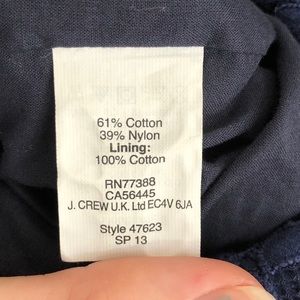 61% Cotton
39% Nylon
Lining:
100% Cotton
RN77388
CA56445
J. CREW U.K. Ltd EC4V 6JA
Style 47623
SP 13